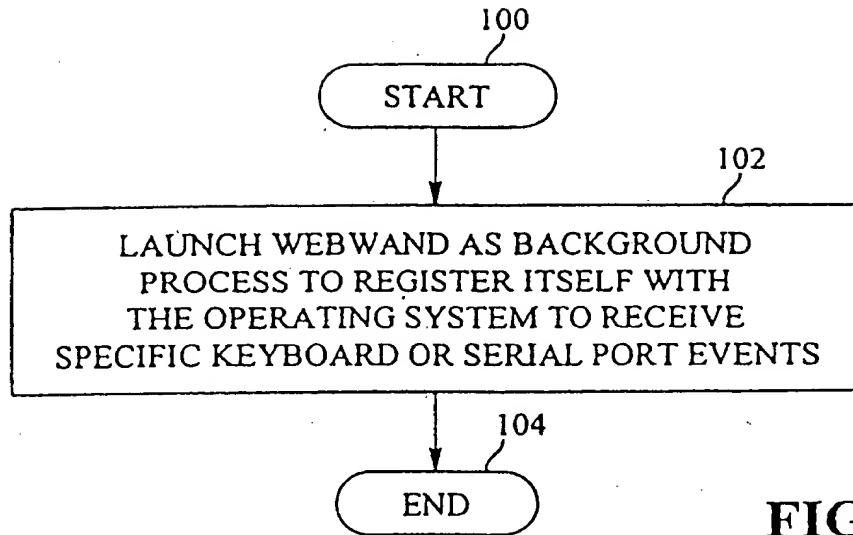 100
START
102
LAUNCH WEBWAND AS BACKGROUND
PROCESS TO REGISTER ITSELF WITH
THE OPERATING SYSTEM TO RECEIVE
SPECIFIC KEYBOARD OR SERIAL PORT EVENTS
104
END
FIG